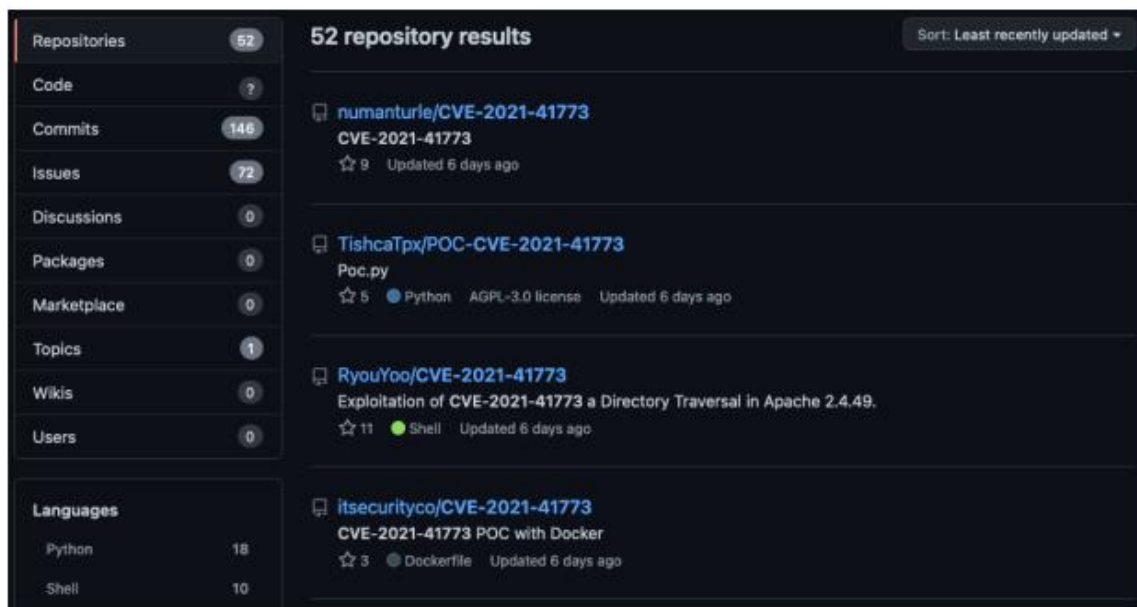 Repositories 52
Code ?
Commits 146
Issues 72
Discussions 0
Packages 0
Marketplace 0
Topics 1
Wikis 0
Users 0
Languages
Python 18
Shell 10
52 repository results
Sort: Least recently updated
numanturle/CVE-2021-41773
CVE-2021-41773
9 Updated 6 days ago
TishcaTpx/POC-CVE-2021-41773
Poc.py
5 Python AGPL-3.0 license Updated 6 days ago
RyouYoo/CVE-2021-41773
Exploitation of CVE-2021-41773 a Directory Traversal in Apache 2.4.49.
11 Shell Updated 6 days ago
itsecurityco/CVE-2021-41773
CVE-2021-41773 POC with Docker
3 Dockerfile Updated 6 days ago